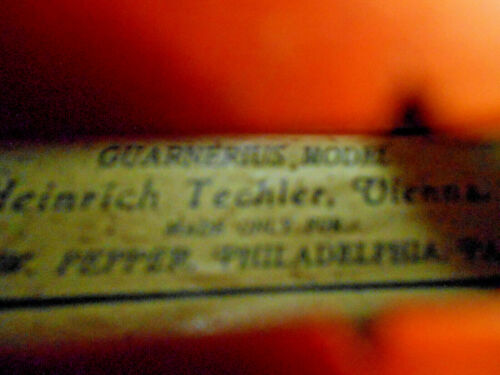 GUARNERIUS MODEL
Heinrich Techler, Vienna.
MADE ONLY FOR
W. PEPPER, PHILADELPHIA, PA